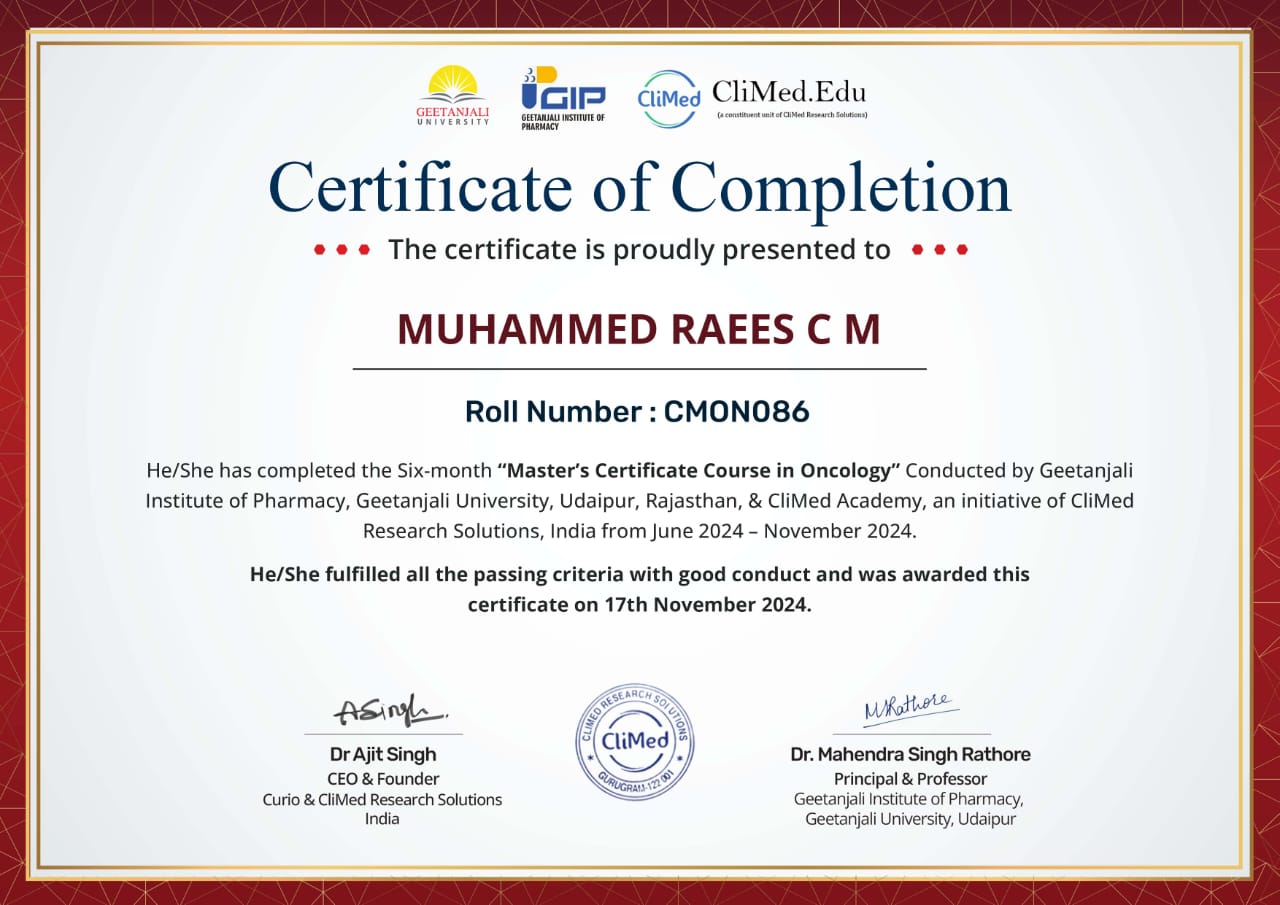 GEETANJALI
UNIVERSITY
GIP
GEETANJALI INSTITUTE OF
PHARMACY
CliMed
CliMed.Edu
(a constituent unit of CliMed Research Solutions)
Certificate of Completion
The certificate is proudly presented to
MUHAMMED RAEES C M
Roll Number : CMON086
He/She has completed the Six-month “Master’s Certificate Course in Oncology” Conducted by Geetanjali
Institute of Pharmacy, Geetanjali University, Udaipur, Rajasthan, & CliMed Academy, an initiative of CliMed
Research Solutions, India from June 2024 – November 2024.
He/She fulfilled all the passing criteria with good conduct and was awarded this
certificate on 17th November 2024.
ASingh
Dr Ajit Singh
CEO & Founder
Curio & CliMed Research Solutions
India
CLIMED RESEARCH SOLUTIONS
CliMed
GURUGRAM-122 001
MSRathore
Dr. Mahendra Singh Rathore
Principal & Professor
Geetanjali Institute of Pharmacy,
Geetanjali University, Udaipur